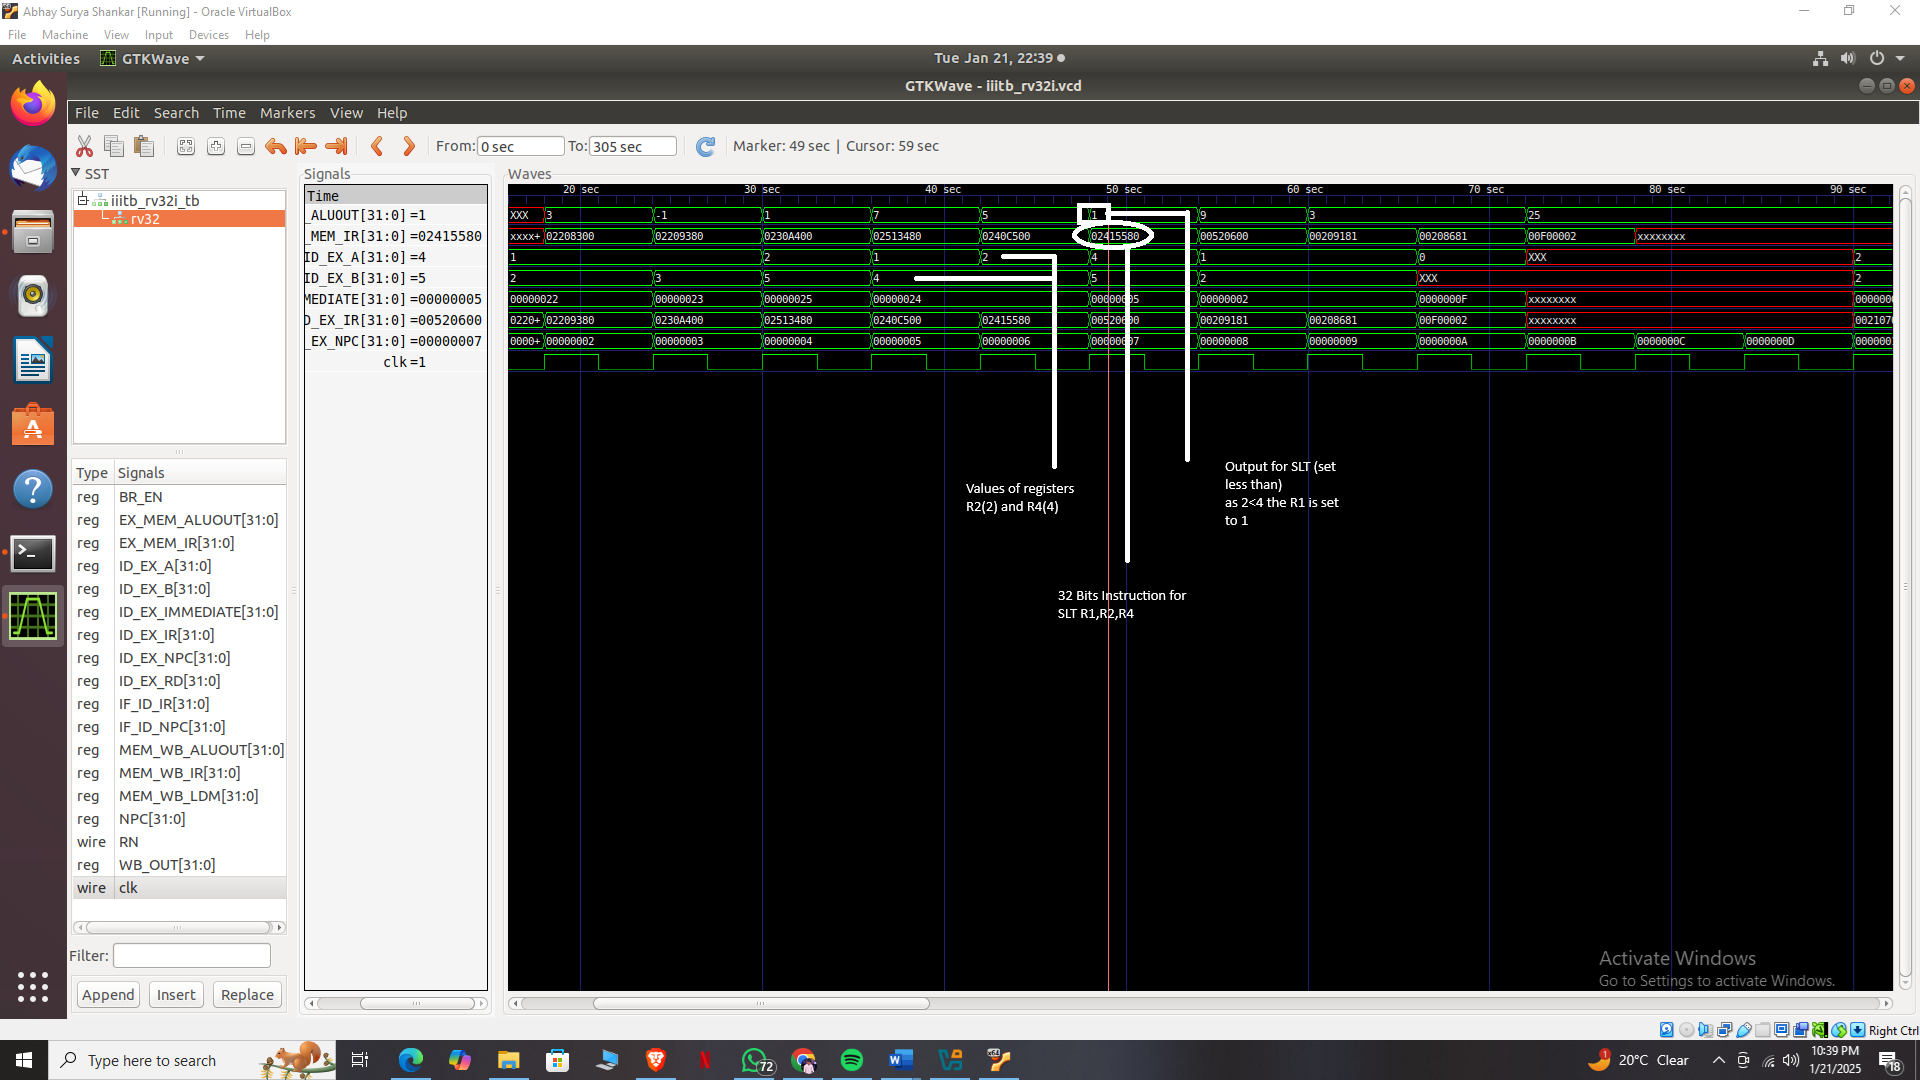 Abhay Surya Shankar [Running] - Oracle VirtualBox
File Machine View Input Devices Help
Activities GTKWave Tue Jan 21, 22:39
GTKWave - iiitb_rv32i.vcd
File Edit Search Time Markers View Help
From: 0 sec To: 305 sec Marker: 49 sec | Cursor: 59 sec
SST
iiitb_rv32i_tb
rv32
Type Signals
reg BR_EN
reg EX_MEM_ALUOUT[31:0]
reg EX_MEM_IR[31:0]
reg ID_EX_A[31:0]
reg ID_EX_B[31:0]
reg ID_EX_IMMEDIATE[31:0]
reg ID_EX_IR[31:0]
reg ID_EX_NPC[31:0]
reg ID_EX_RD[31:0]
reg IF_ID_IR[31:0]
reg IF_ID_NPC[31:0]
reg MEM_WB_ALUOUT[31:0]
reg MEM_WB_IR[31:0]
reg MEM_WB_LDM[31:0]
reg NPC[31:0]
wire RN
reg WB_OUT[31:0]
wire clk
Filter:
Append Insert Replace
Signals
Time
_ALUOUT[31:0] =1
_MEM_IR[31:0] =02415580
ID_EX_A[31:0] =4
ID_EX_B[31:0] =5
MEDIATE[31:0] =00000005
D_EX_IR[31:0] =00520600
_EX_NPC[31:0] =00000007
clk =1
Waves
20 sec 30 sec 40 sec 50 sec 60 sec 70 sec 80 sec 90 sec
XXX 3 -1 1 7 5 1 9 3 25
xxxx+ 02208300 02209380 0230A400 02513480 0240C500 02415580 00520600 00209181 00208681 00F00002 xxxxxxxx
1 2 1 2 4 1 0 XXX 2
2 3 5 4 5 2 XXX 2
00000022 00000023 00000025 00000024 00000005 00000002 0000000F xxxxxxxx 0000000
0220+ 02209380 0230A400 02513480 0240C500 02415580 00520600 00209181 00208681 00F00002 xxxxxxxx 002107
0000+ 00000002 00000003 00000004 00000005 00000006 00000007 00000008 00000009 0000000A 0000000B 0000000C 0000000D 000000
Values of registers
R2(2) and R4(4)
Output for SLT (set
less than)
as 2<4 the R1 is set
to 1
32 Bits Instruction for
SLT R1,R2,R4
Activate Windows
Go to Settings to activate Windows.
Right Ctrl
Type here to search
72
1 20°C Clear
10:39 PM
1/21/2025
18